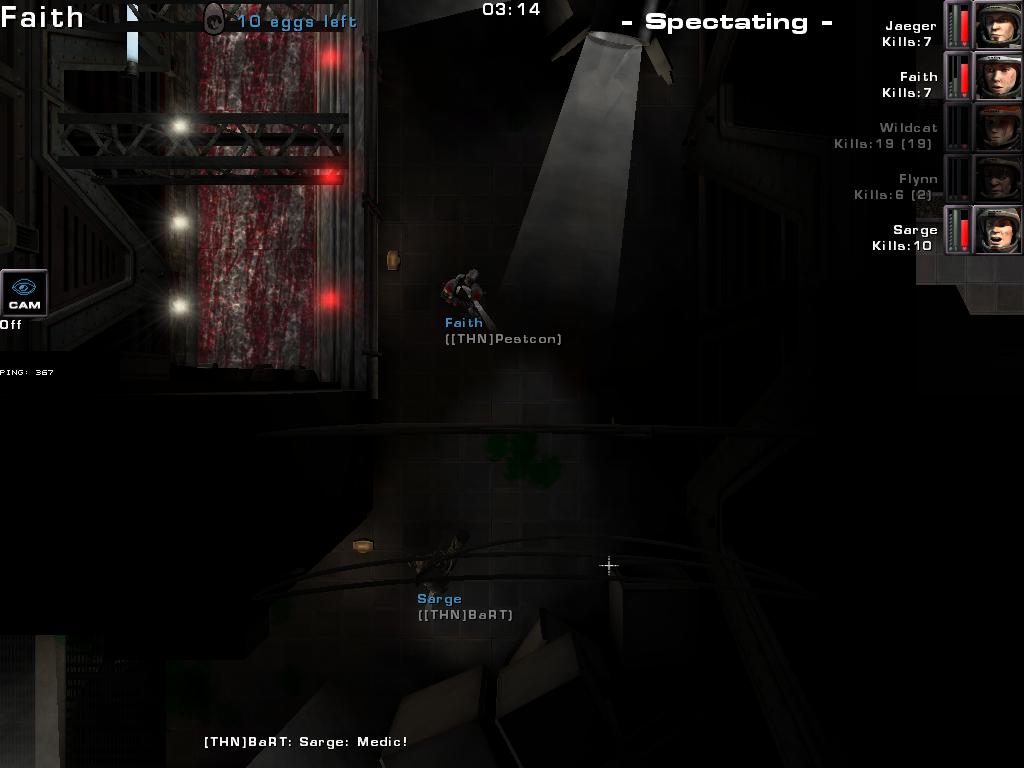 Faith
10 eggs left
03:14
- Spectating -
Jaeger
Kills:7
Faith
Kills:7
Wildcat
Kills:19 (19)
Flynn
Kills:6 (2)
Sarge
Kills:10
CAM
Off
Faith
([THN]Pestcon)
PING: 367
Sarge
([THN]BaRT)
[THN]BaRT: Sarge: Medic!